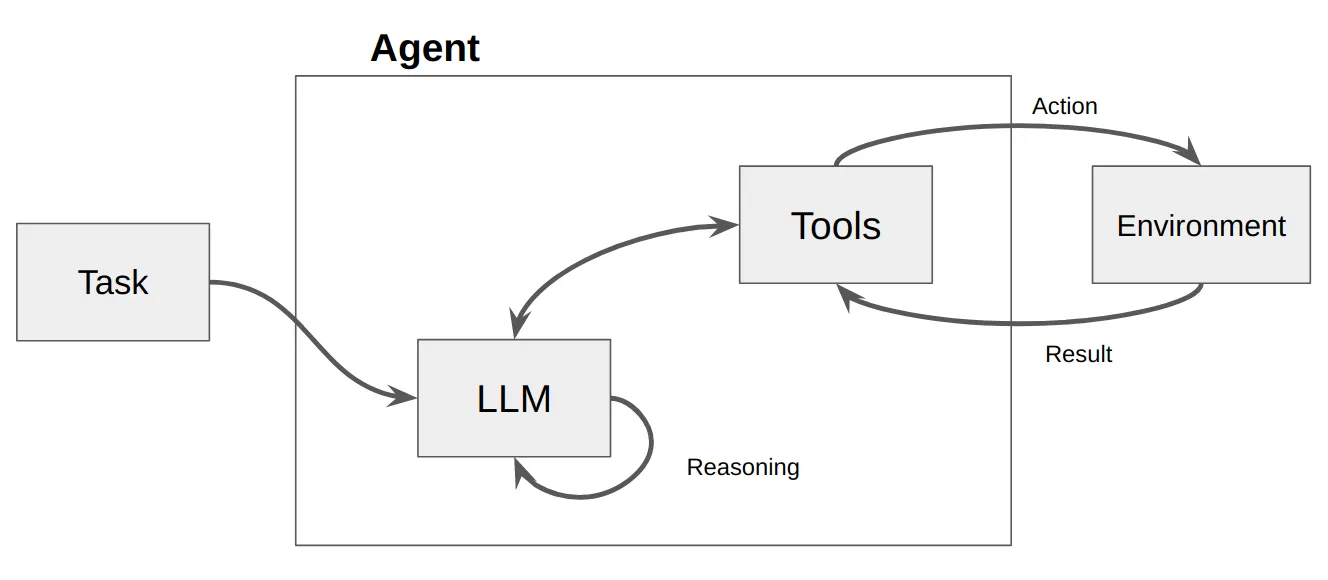 Agent
Action
Tools
Environment
Task
Result
LLM
Reasoning